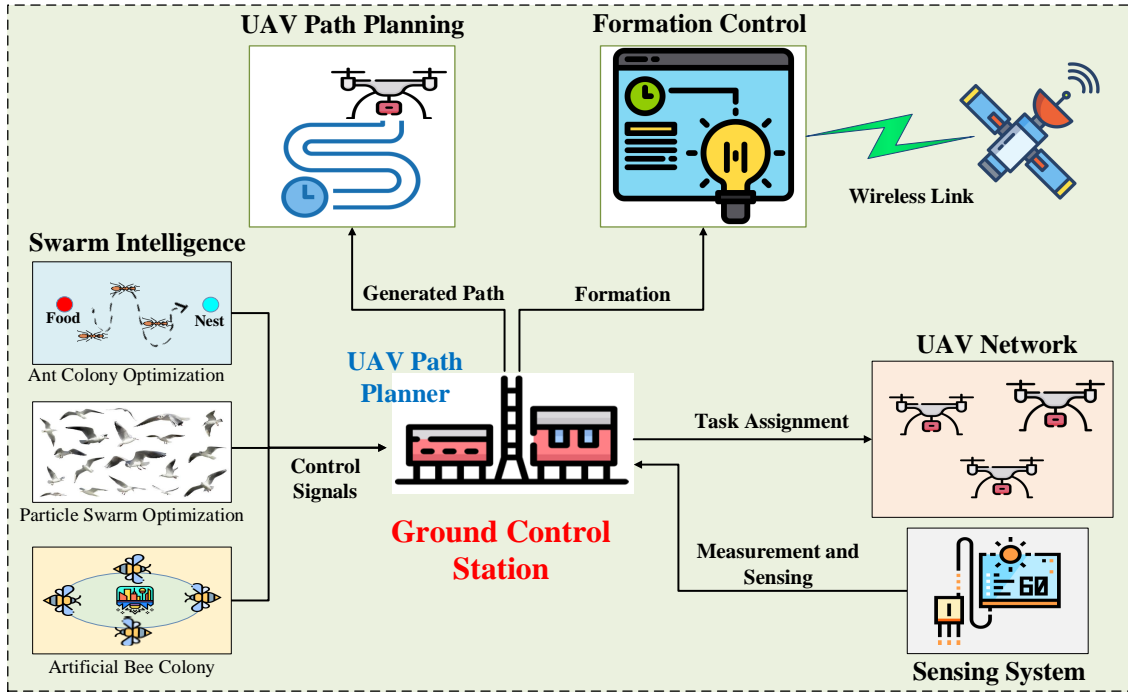 UAV Path Planning
Formation Control
Wireless Link
Swarm Intelligence
Food
Nest
Ant Colony Optimization
Particle Swarm Optimization
Artificial Bee Colony
Control
Signals
Generated Path
Formation
UAV Path
Planner
Ground Control
Station
UAV Network
Task Assignment
Measurement and
Sensing
60
Sensing System